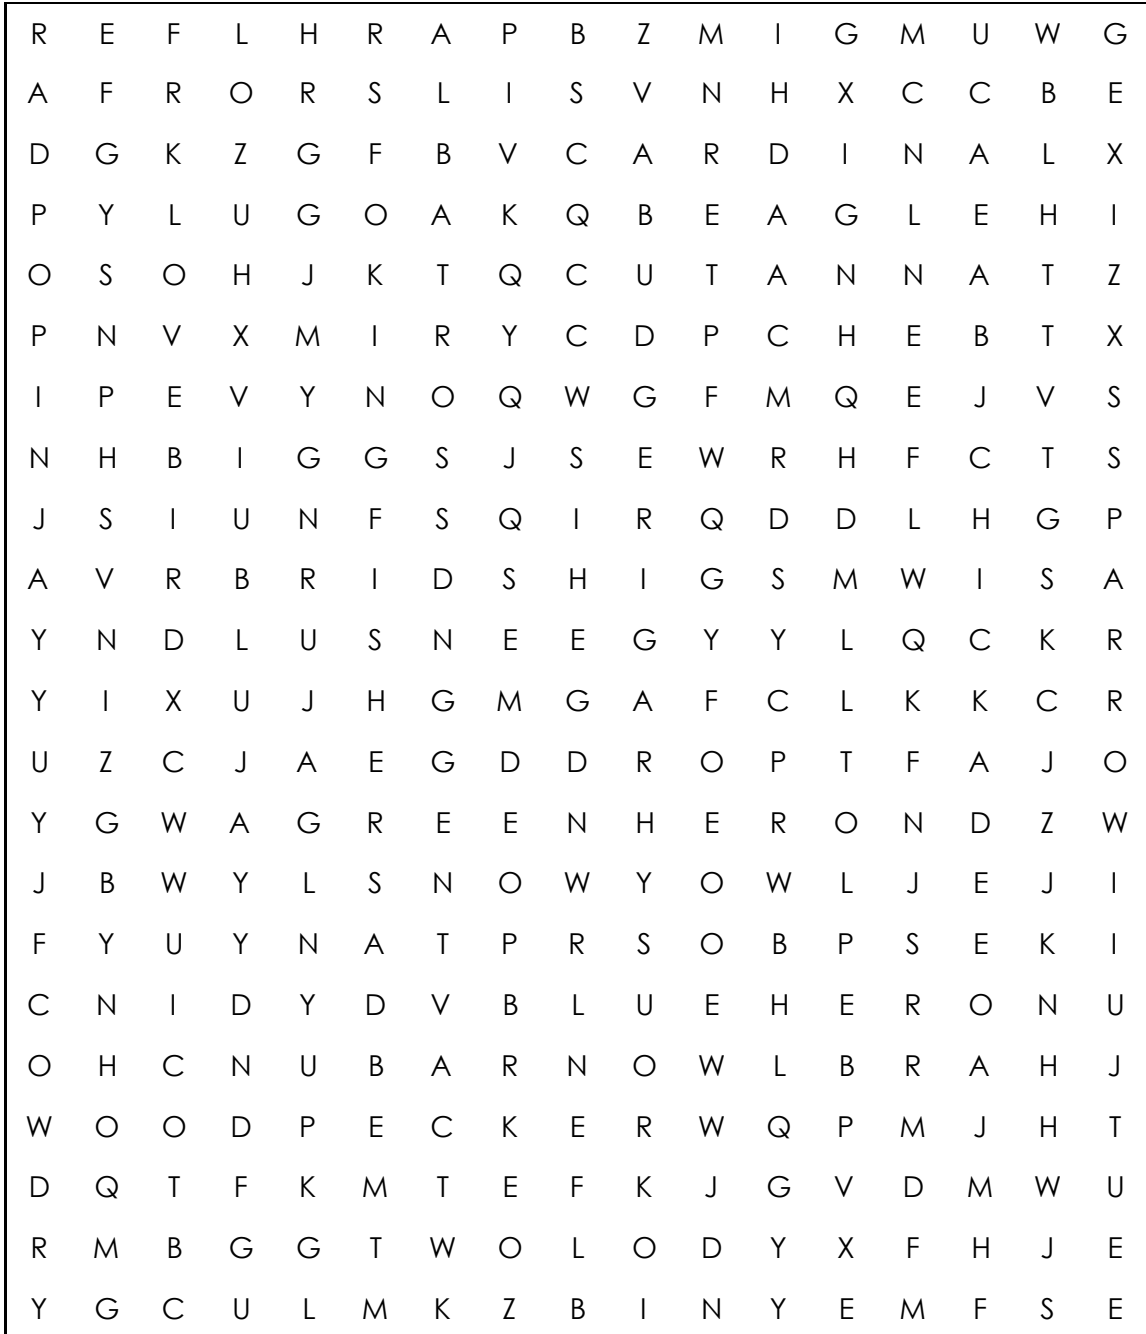 R E F L H R A P B Z M I G M U W G
A F R O R S L I S V N H X C C B E
D G K Z G F B V C A R D I N A L X
P Y L U G O A K Q B E A G L E H I
O S O H J K T Q C U T A N N A T Z
P N V X M I R Y C D P C H E B T X
I P E V Y N O Q W G F M Q E J V S
N H B I G G S J S E W R H F C T S
J S I U N F S Q I R Q D D L H G P
A V R B R I D S H I G S M W I S A
Y N D L U S N E E G Y Y L Q C K R
Y I X U J H G M G A F C L K K C R
U Z C J A E G D D R O P T F A J O
Y G W A G R E E N H E R O N D Z W
J B W Y L S N O W Y O W L J E J I
F Y U Y N A T P R S O B P S E K I
C N I D Y D V B L U E H E R O N U
O H C N U B A R N O W L B R A H J
W O O D P E C K E R W Q P M J H T
D Q T F K M T E F K J G V D M W U
R M B G G T W O L O D Y X F H J E
Y G C U L M K Z B I N Y E M F S E